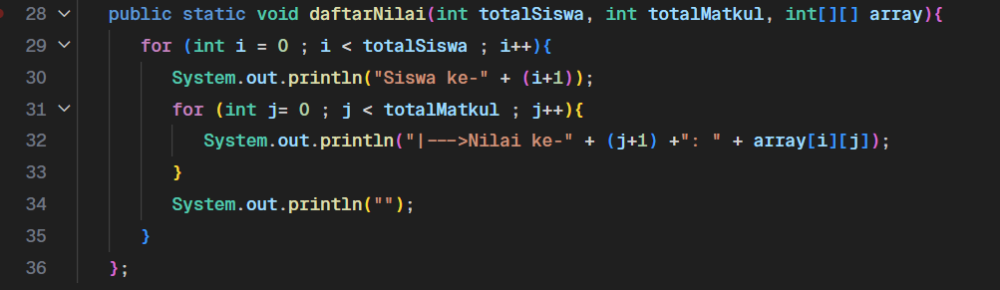 28 public static void daftarNilai(int totalSiswa, int totalMatkul, int[][] array){
29 for (int i = 0 ; i < totalSiswa ; i++){
30 System.out.println("Siswa ke-" + (i+1));
31 for (int j= 0 ; j < totalMatkul ; j++){
32 System.out.println("|--->Nilai ke-" + (j+1) +": " + array[i][j]);
33 }
34 System.out.println("");
35 }
36 };